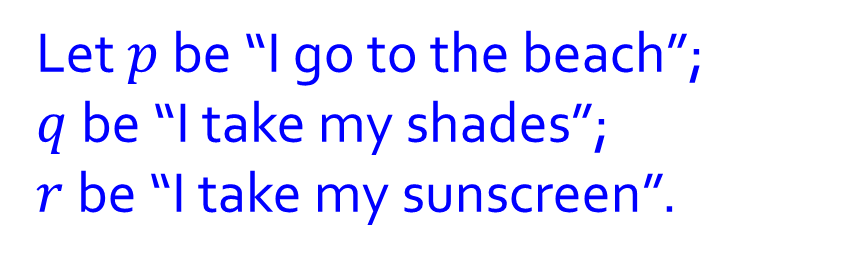 Let p be “I go to the beach”;
q be “I take my shades”;
r be “I take my sunscreen”.